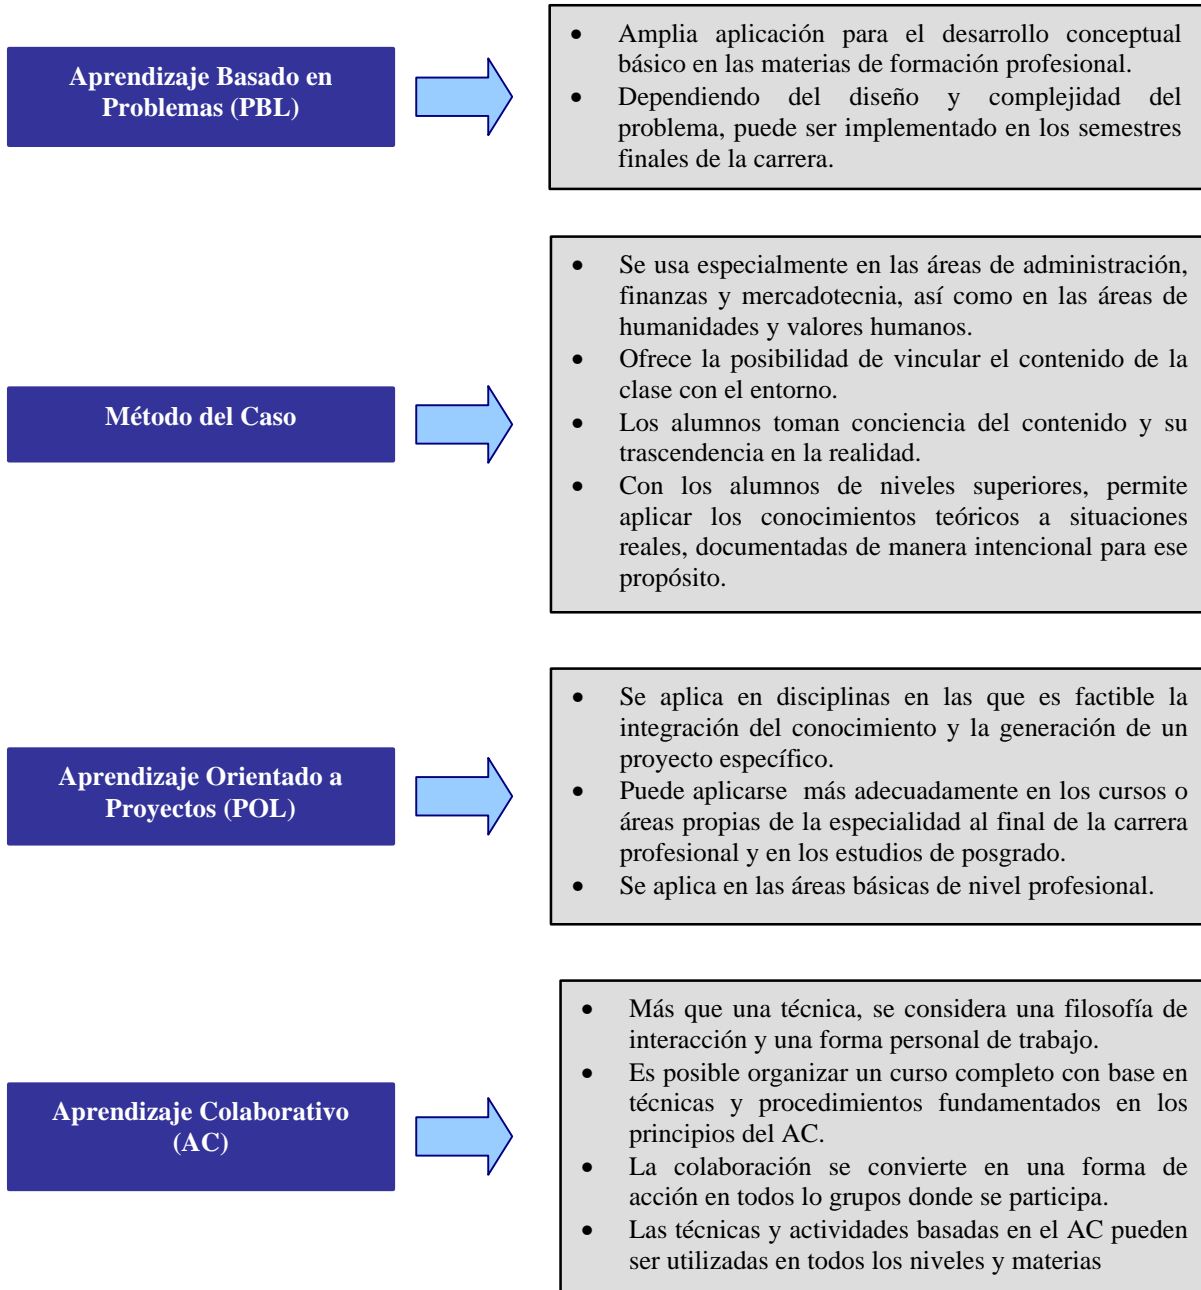 Aprendizaje Basado en
Problemas (PBL)
• Amplia aplicación para el desarrollo conceptual
básico en las materias de formación profesional.
• Dependiendo del diseño y complejidad del
problema, puede ser implementado en los semestres
finales de la carrera.
Método del Caso
• Se usa especialmente en las áreas de administración,
finanzas y mercadotecnia, así como en las áreas de
humanidades y valores humanos.
• Ofrece la posibilidad de vincular el contenido de la
clase con el entorno.
• Los alumnos toman conciencia del contenido y su
trascendencia en la realidad.
• Con los alumnos de niveles superiores, permite
aplicar los conocimientos teóricos a situaciones
reales, documentadas de manera intencional para ese
propósito.
Aprendizaje Orientado a
Proyectos (POL)
• Se aplica en disciplinas en las que es factible la
integración del conocimiento y la generación de un
proyecto específico.
• Puede aplicarse más adecuadamente en los cursos o
áreas propias de la especialidad al final de la carrera
profesional y en los estudios de posgrado.
• Se aplica en las áreas básicas de nivel profesional.
Aprendizaje Colaborativo
(AC)
• Más que una técnica, se considera una filosofía de
interacción y una forma personal de trabajo.
• Es posible organizar un curso completo con base en
técnicas y procedimientos fundamentados en los
principios del AC.
• La colaboración se convierte en una forma de
acción en todos lo grupos donde se participa.
• Las técnicas y actividades basadas en el AC pueden
ser utilizadas en todos los niveles y materias